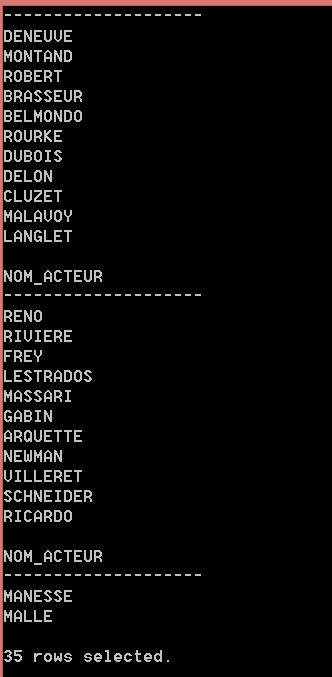 --------------------
DENEUVE
MONTAND
ROBERT
BRASSEUR
BELMONDO
ROURKE
DUBOIS
DELON
CLUZET
MALAVOY
LANGLET
NOM_ACTEUR
--------------------
RENO
RIVIERE
FREY
LESTRADOS
MASSARI
GABIN
ARQUETTE
NEWMAN
VILLERET
SCHNEIDER
RICARDO
NOM_ACTEUR
--------------------
MANESSE
MALLE
35 rows selected.